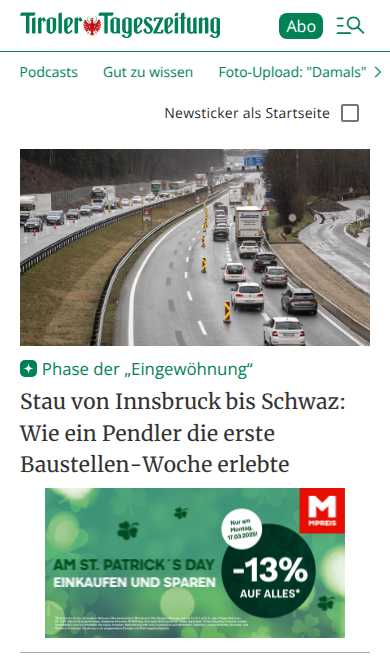 Tiroler Tageszeitung
Abo
Podcasts Gut zu wissen Foto-Upload: "Damals"
Newsticker als Startseite
Phase der „Eingewöhnung“
Stau von Innsbruck bis Schwaz:
Wie ein Pendler die erste
Baustellen-Woche erlebte
M
MPREIS
Nur am
Montag,
17.03.2025!
AM ST. PATRICK´S DAY
EINKAUFEN UND SPAREN
-13%
AUF ALLES*